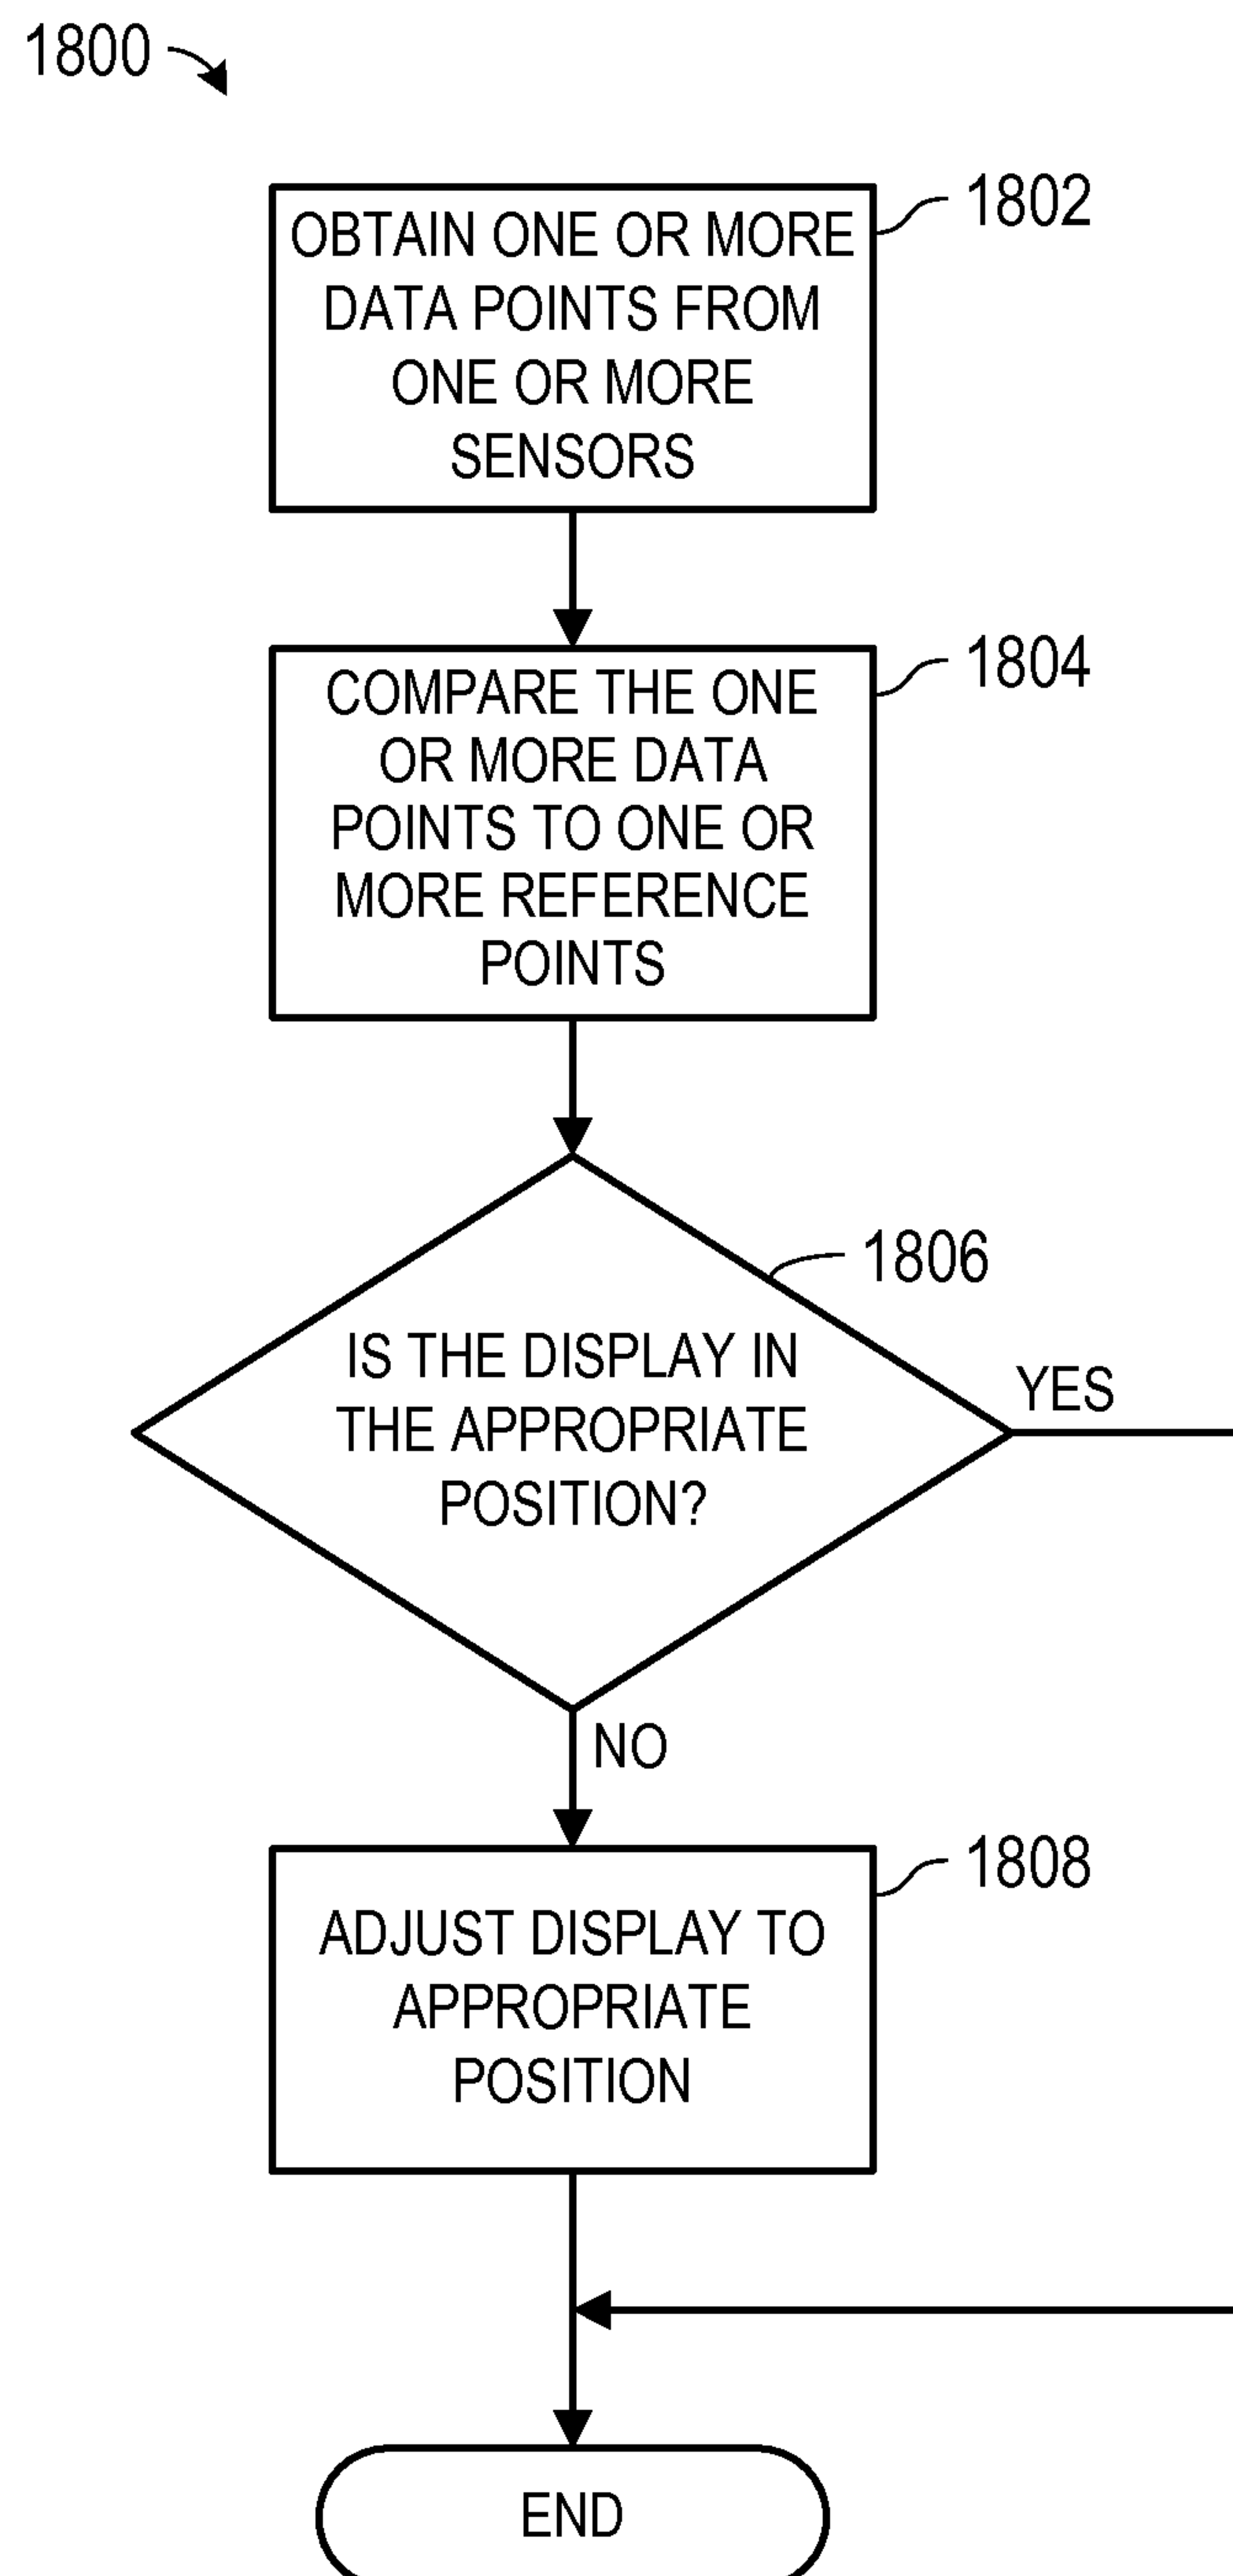 1800
OBTAIN ONE OR MORE
DATA POINTS FROM
ONE OR MORE
SENSORS
1802
COMPARE THE ONE
OR MORE DATA
POINTS TO ONE OR
MORE REFERENCE
POINTS
1804
IS THE DISPLAY IN
THE APPROPRIATE
POSITION?
1806
YES
NO
ADJUST DISPLAY TO
APPROPRIATE
POSITION
1808
END